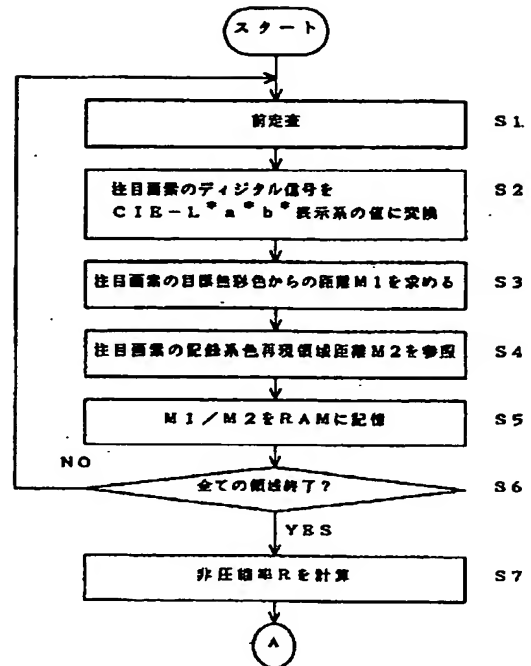 スタート
前走査
S1
注目画素のディジタル信号を
CIE-L*a*b*表示系の値に変換
S2
注目画素の目標無彩色からの距離M1を求める
S3
注目画素の記録系色再現領域距離M2を参照
S4
M1/M2をRAMに記憶
S5
NO
全ての領域終了?
S6
YES
非圧縮率Rを計算
S7
A